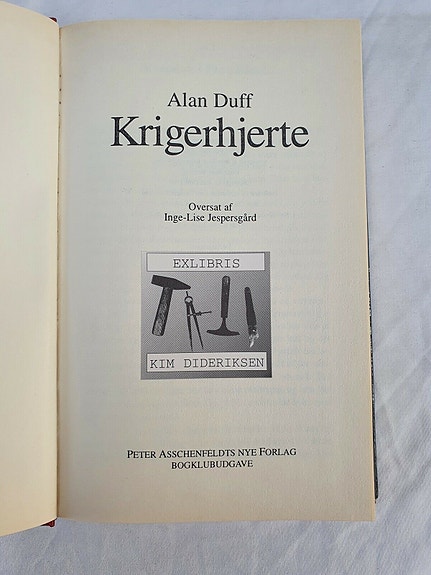 Alan Duff
Krigerhjerte
Oversat af
Inge-Lise Jespersgård
EXLIBRIS
KIM DIDERIKSEN
PETER ASSCHENFELDTS NYE FORLAG
BOGKLUBUDGAVE